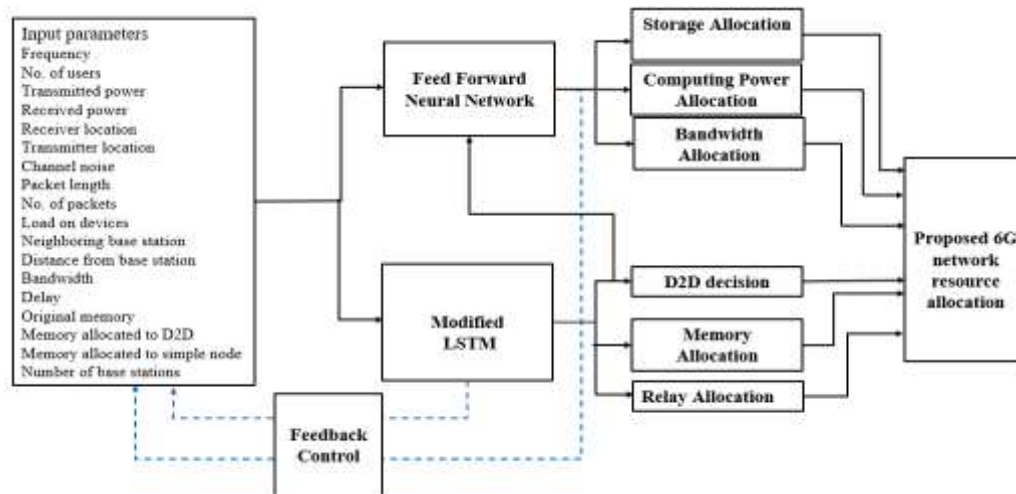 Input parameters
Frequency
No. of users
Transmitted power
Received power
Receiver location
Transmitter location
Channel noise
Packet length
No. of packets
Load on devices
Neighboring base station
Distance from base station
Bandwidth
Delay
Original memory
Memory allocated to D2D
Memory allocated to simple node
Number of base stations
Feed Forward
Neural Network
Modified
LSTM
Feedback
Control
Storage Allocation
Computing Power
Allocation
Bandwidth
Allocation
D2D decision
Memory
Allocation
Relay Allocation
Proposed 6G
network
resource
allocation